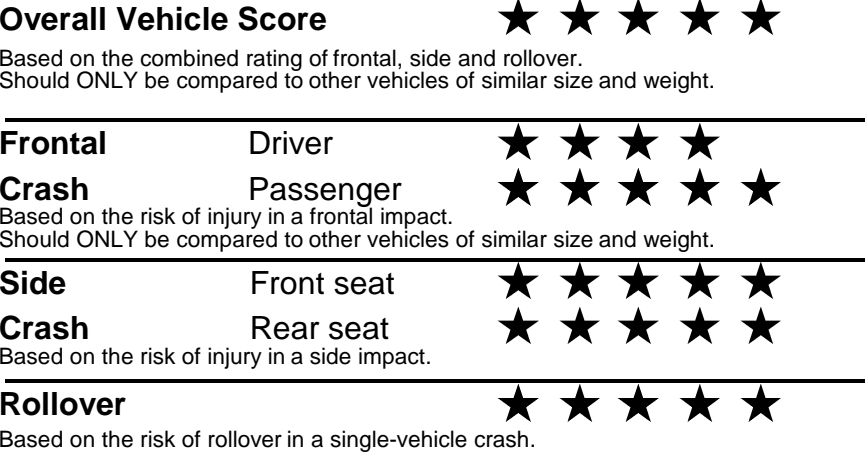 Overall Vehicle Score ★ ★ ★ ★ ★
Based on the combined rating of frontal, side and rollover.
Should ONLY be compared to other vehicles of similar size and weight.
Frontal Driver ★ ★ ★ ★
Crash Passenger ★ ★ ★ ★ ★
Based on the risk of injury in a frontal impact.
Should ONLY be compared to other vehicles of similar size and weight.
Side Front seat ★ ★ ★ ★ ★
Crash Rear seat ★ ★ ★ ★ ★
Based on the risk of injury in a side impact.
Rollover ★ ★ ★ ★ ★
Based on the risk of rollover in a single-vehicle crash.